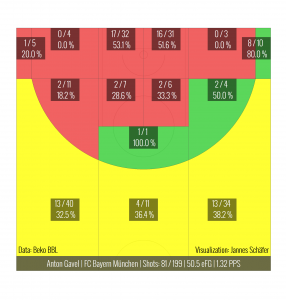 0 / 4
0.0 %
17 / 32
53.1 %
16 / 31
51.6 %
0 / 3
0.0 %
1 / 5
20.0 %
8 / 10
80.0 %
2 / 11
18.2 %
2 / 7
28.6 %
2 / 6
33.3 %
2 / 4
50.0 %
1 / 1
100.0 %
13 / 40
32.5 %
4 / 11
36.4 %
13 / 34
38.2 %
Data: Beko BBL
Visualization: Jannes Schäfer
Anton Gavel | FC Bayern München | Shots: 81 / 199 | 50.5 eFG | 1.32 PPS